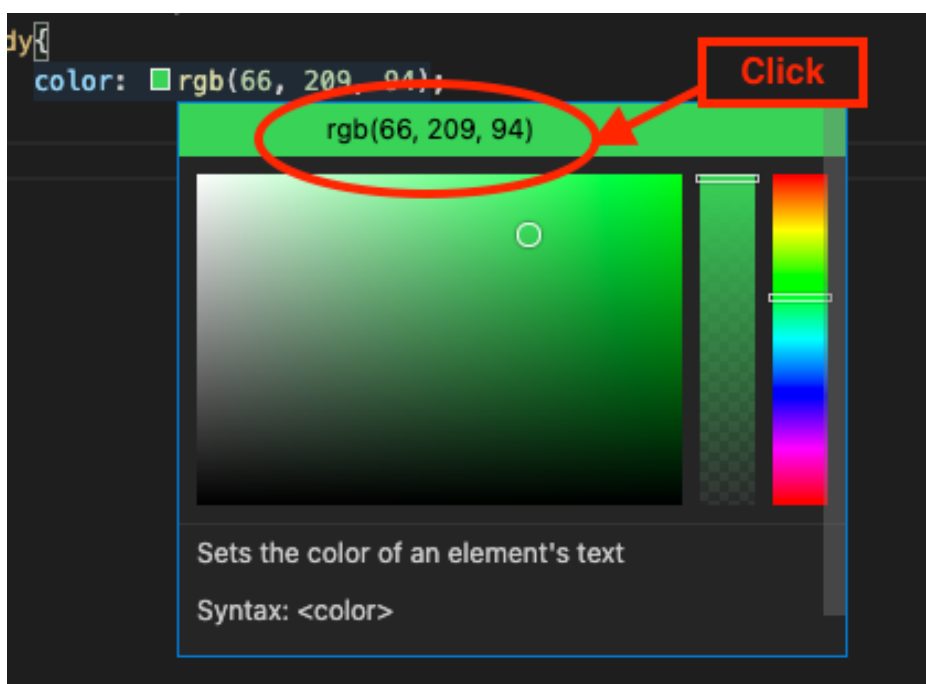 dy{
color: rgb(66, 209, 94);
Click
rgb(66, 209, 94)
Sets the color of an element's text
Syntax: <color>